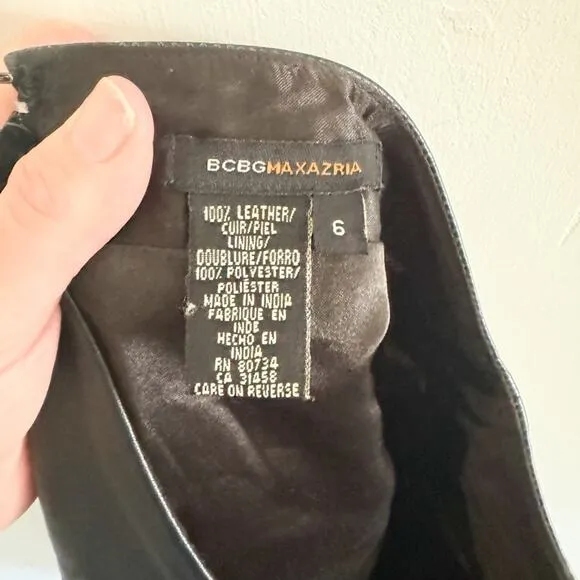 BCBGMAXAZRIA
6
100% LEATHER/
CUIR/PIEL
LINING/
DOUBLURE/FORRO
100% POLYESTER/
POLIÉSTER
MADE IN INDIA
FABRIQUE EN
INDE
HECHO EN
INDIA
RN 80734
CA 31458
CARE ON REVERSE